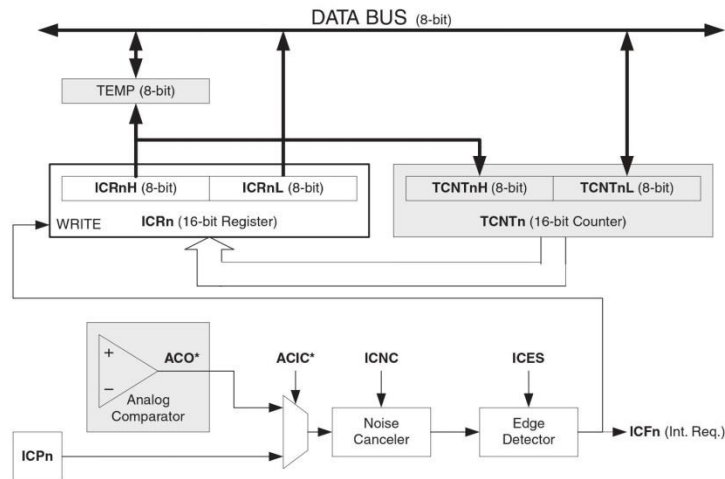 DATA BUS (8-bit)
TEMP (8-bit)
ICRnH (8-bit) ICRnL (8-bit) TCNTnH (8-bit) TCNTnL (8-bit)
WRITE ICRn (16-bit Register) TCNTn (16-bit Counter)
+
−
ACO* ACIC* ICNC ICES
Analog
Comparator
Noise
Canceler
Edge
Detector
ICFn (Int. Req.)
ICPn